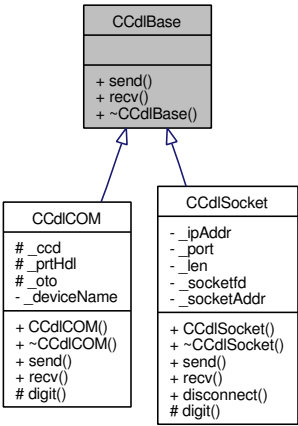 CCdlBase
+ send()
+ recv()
+ ~CCdlBase()
CCdlCOM
# _ccd
# _prtHdl
# _oto
- _deviceName
+ CCdlCOM()
+ ~CCdlCOM()
+ send()
+ recv()
# digit()
CCdlSocket
- _ipAddr
- _port
- _len
- _socketfd
- _socketAddr
+ CCdlSocket()
+ ~CCdlSocket()
+ send()
+ recv()
+ disconnect()
# digit()